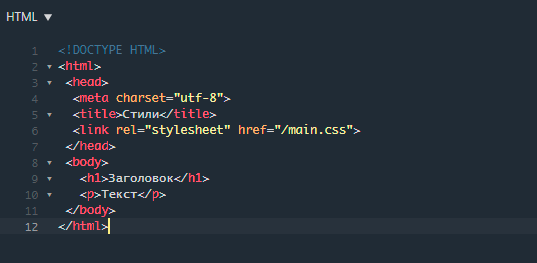 HTML ▼
1 <!DOCTYPE HTML>
2 <html>
3 <head>
4 <meta charset="utf-8">
5 <title>Стили</title>
6 <link rel="stylesheet" href="/main.css">
7 </head>
8 <body>
9 <h1>Заголовок</h1>
10 <p>Текст</p>
11 </body>
12 </html>